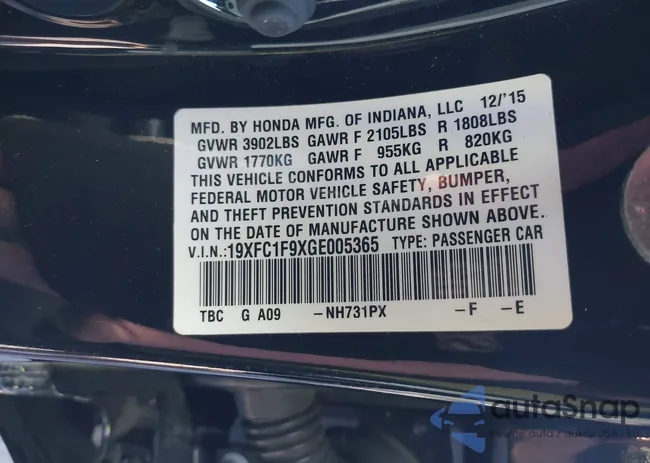 MFD. BY HONDA MFG. OF INDIANA, LLC 12/'15
GVWR 3902LBS GAWR F 2105LBS R 1808LBS
GVWR 1770KG GAWR F 955KG R 820KG
THIS VEHICLE CONFORMS TO ALL APPLICABLE
FEDERAL MOTOR VEHICLE SAFETY, BUMPER,
AND THEFT PREVENTION STANDARDS IN EFFECT
ON THE DATE OF MANUFACTURE SHOWN ABOVE.
V.I.N.:19XFC1F9XGE005365 TYPE: PASSENGER CAR
TBC G A09 -NH731PX -F -E
autoSnap